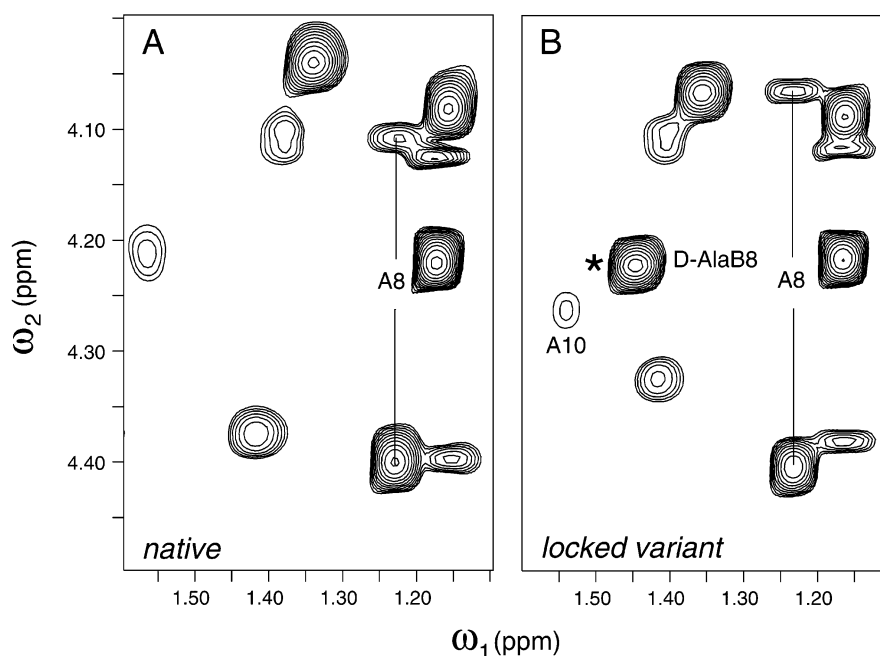 A
B
4.10
4.20
4.30
4.40
ω2 (ppm)
A8
native
* D-AlaB8
A8
A10
locked variant
1.50 1.40 1.30 1.20
1.50 1.40 1.30 1.20
ω1 (ppm)